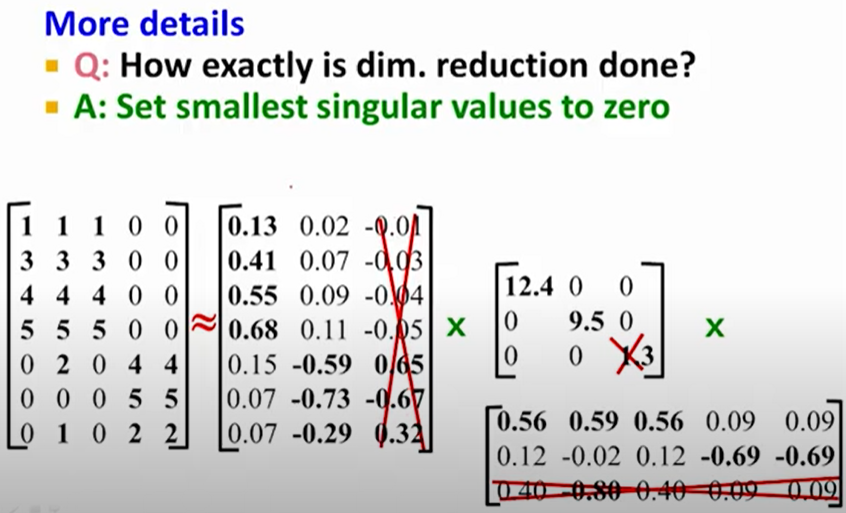 More details
Q: How exactly is dim. reduction done?
A: Set smallest singular values to zero
1 1 1 0 0
3 3 3 0 0
4 4 4 0 0
5 5 5 0 0
0 2 0 4 4
0 0 0 5 5
0 1 0 2 2
≈
0.13 0.02 -0.01
0.41 0.07 -0.03
0.55 0.09 -0.04
0.68 0.11 -0.05
0.15 -0.59 0.65
0.07 -0.73 -0.67
0.07 -0.29 0.32
x
12.4 0 0
0 9.5 0
0 0 1.3
x
0.56 0.59 0.56 0.09 0.09
0.12 -0.02 0.12 -0.69 -0.69
0.40 -0.80 0.40 0.09 0.09